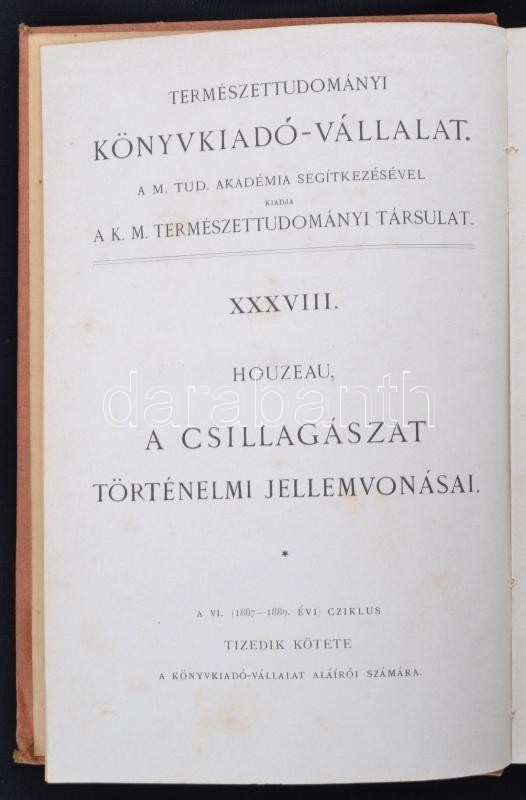 TERMÉSZETTUDOMÁNYI
KÖNYVKIADÓ-VÁLLALAT.
A M. TUD. AKADÉMIA SEGÍTKEZÉSÉVEL
KIADJA
A K. M. TERMÉSZETTUDOMÁNYI TÁRSULAT.
XXXVIII.
HOUZEAU,
darabanth
A CSILLAGÁSZAT
TÖRTÉNELMI JELLEMVONÁSAI.
*
A VI. (1887—1889. ÉVI) CZIKLUS
TIZEDIK KÖTETE
A KÖNYVKIADÓ-VÁLLALAT ALÁÍRÓI SZÁMÁRA.